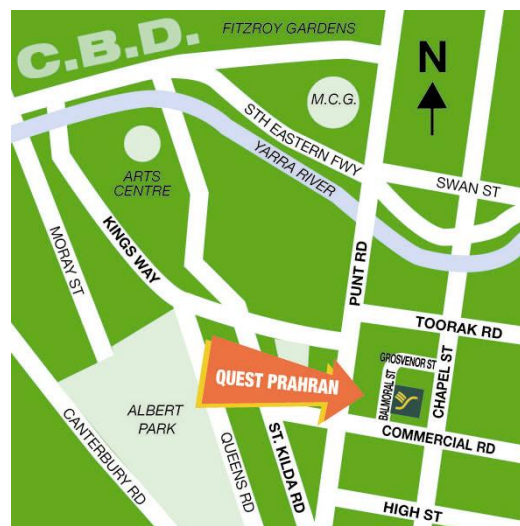 C.B.D.
FITZROY GARDENS
N
M.C.G.
STH EASTERN FWY
YARRA RIVER
SWAN ST
ARTS
CENTRE
KINGS WAY
MORAY ST
PUNT RD
TOORAK RD
GROSVENOR ST
CHAPEL ST
BALMORAL ST
QUEST PRAHRAN
ALBERT
PARK
COMMERCIAL RD
CANTERBURY RD
QUEENS RD
ST. KILDA RD
HIGH ST